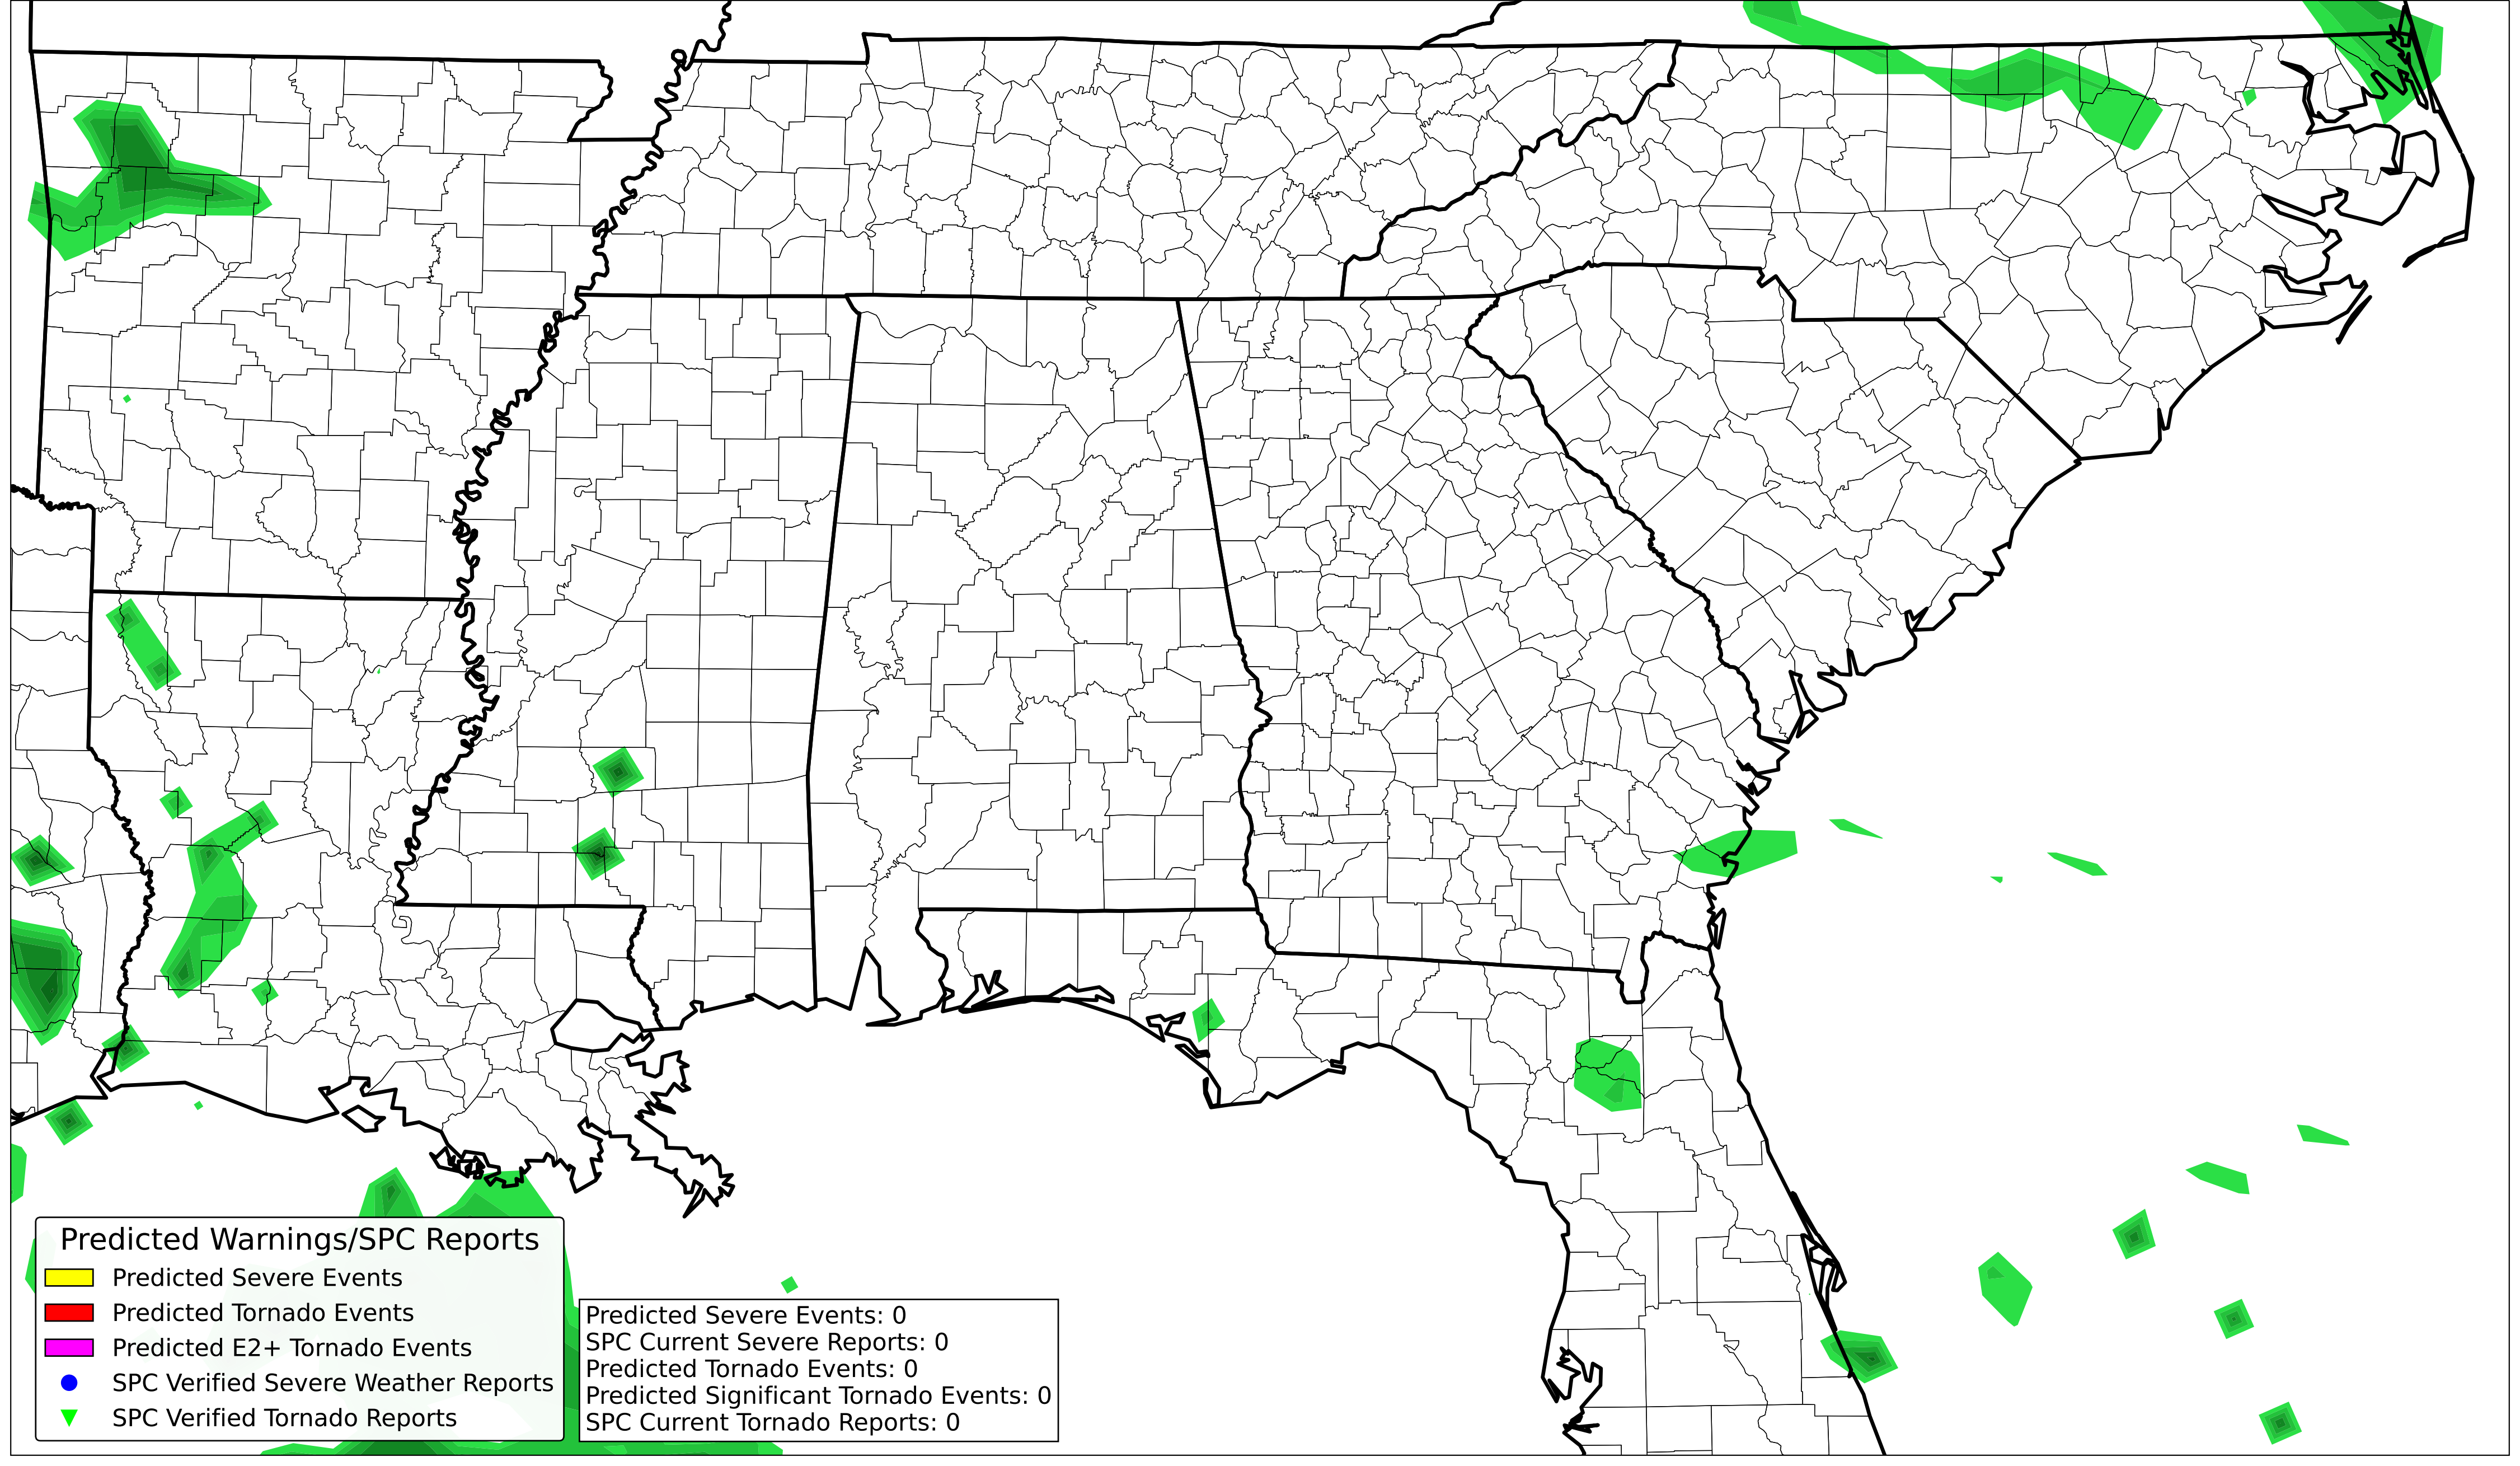 Predicted Warnings/SPC Reports
Predicted Severe Events
Predicted Tornado Events
Predicted E2+ Tornado Events
SPC Verified Severe Weather Reports
SPC Verified Tornado Reports
Predicted Severe Events: 0
SPC Current Severe Reports: 0
Predicted Tornado Events: 0
Predicted Significant Tornado Events: 0
SPC Current Tornado Reports: 0